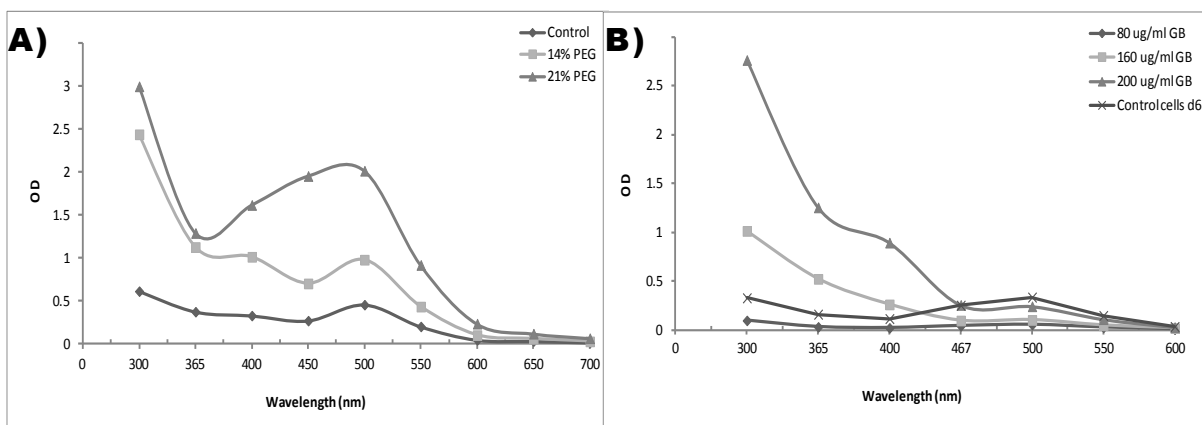 A)
Control
14% PEG
21% PEG
3.5
3
2.5
2
1.5
1
0.5
0
OD
0 300 365 400 450 500 550 600 650 700
Wavelength (nm)
B)
80 ug/ml GB
160 ug/ml GB
200 ug/ml GB
Control cells d6
2.5
2
1.5
1
0.5
0
OD
0 300 365 400 467 500 550 600
Wavelength (nm)